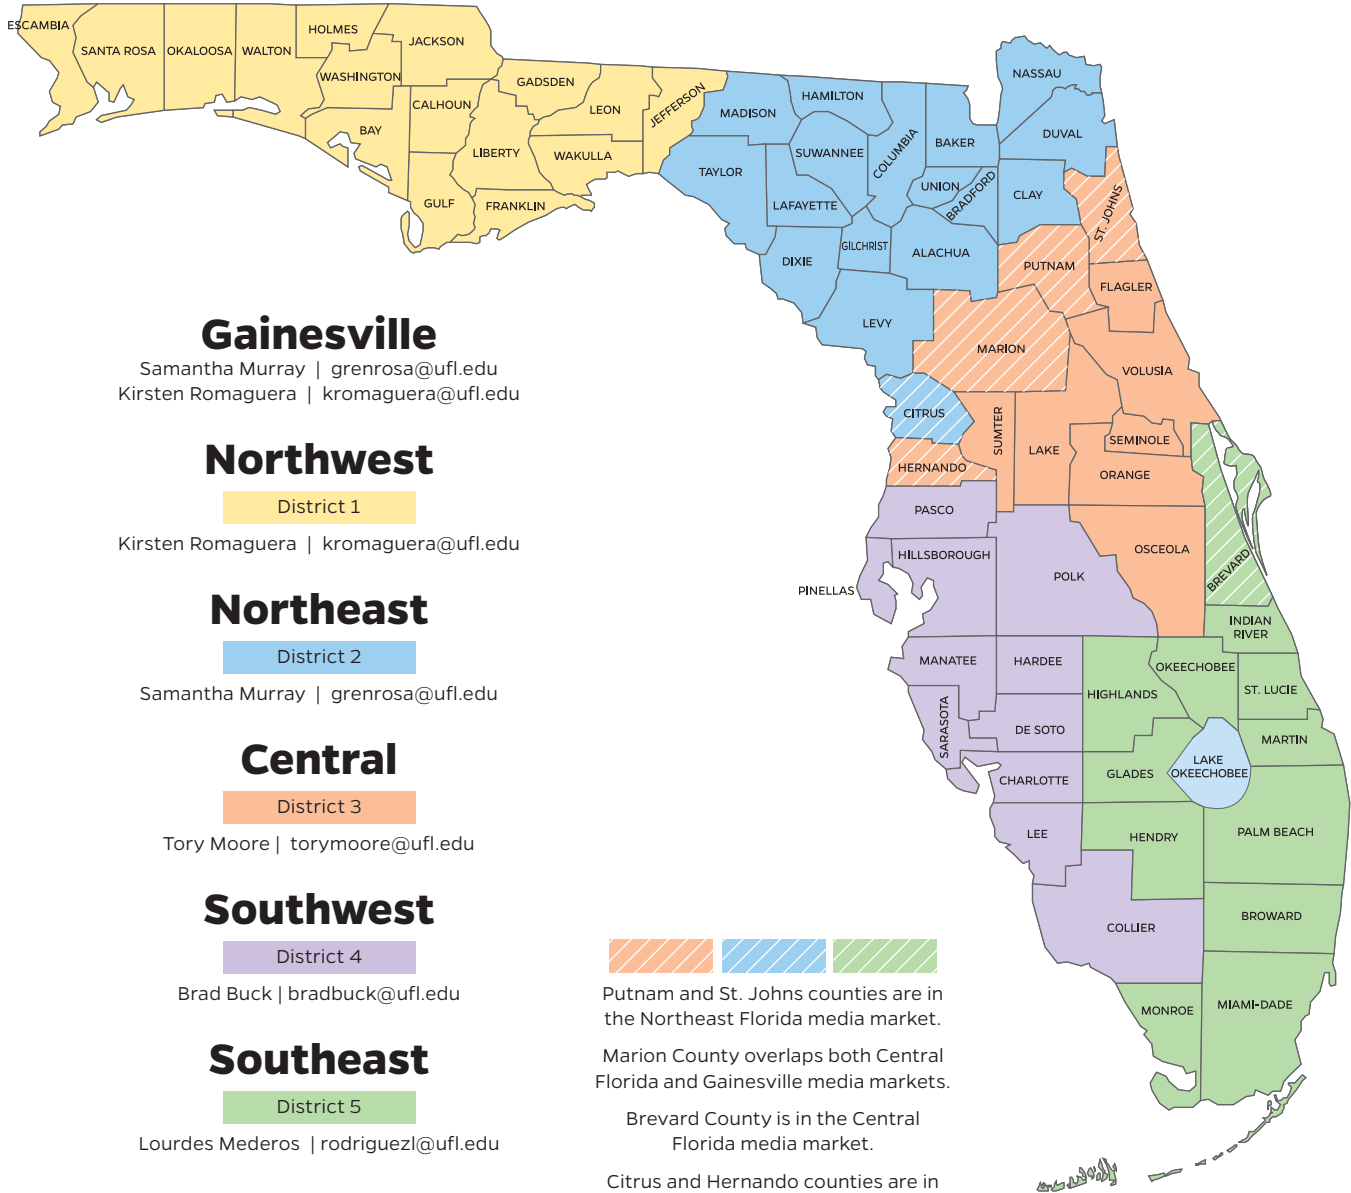 ESCAMBIA
SANTA ROSA
OKALOOSA
WALTON
HOLMES
JACKSON
WASHINGTON
BAY
CALHOUN
GULF
GADSDEN
LIBERTY
FRANKLIN
LEON
WAKULLA
JEFFERSON
MADISON
TAYLOR
HAMILTON
SUWANNEE
LAFAYETTE
DIXIE
COLUMBIA
GILCHRIST
BAKER
UNION
BRADFORD
ALACHUA
LEVY
NASSAU
DUVAL
CLAY
ST. JOHNS
PUTNAM
FLAGLER
MARION
VOLUSIA
CITRUS
SUMTER
LAKE
SEMINOLE
ORANGE
HERNANDO
PASCO
HILLSBOROUGH
PINELLAS
POLK
OSCEOLA
BREVARD
INDIAN
RIVER
MANATEE
HARDEE
HIGHLANDS
OKEECHOBEE
ST. LUCIE
SARASOTA
DE SOTO
MARTIN
CHARLOTTE
GLADES
LAKE
OKEECHOBEE
LEE
HENDRY
PALM BEACH
COLLIER
BROWARD
MONROE
MIAMI-DADE
Gainesville
Samantha Murray | grenrosa@ufl.edu
Kirsten Romaguera | kromaguera@ufl.edu
Northwest
District 1
Kirsten Romaguera | kromaguera@ufl.edu
Northeast
District 2
Samantha Murray | grenrosa@ufl.edu
Central
District 3
Tory Moore | torymoore@ufl.edu
Southwest
District 4
Brad Buck | bradbuck@ufl.edu
Southeast
District 5
Lourdes Mederos | rodriguezl@ufl.edu
Putnam and St. Johns counties are in
the Northeast Florida media market.
Marion County overlaps both Central
Florida and Gainesville media markets.
Brevard County is in the Central
Florida media market.
Citrus and Hernando counties are in